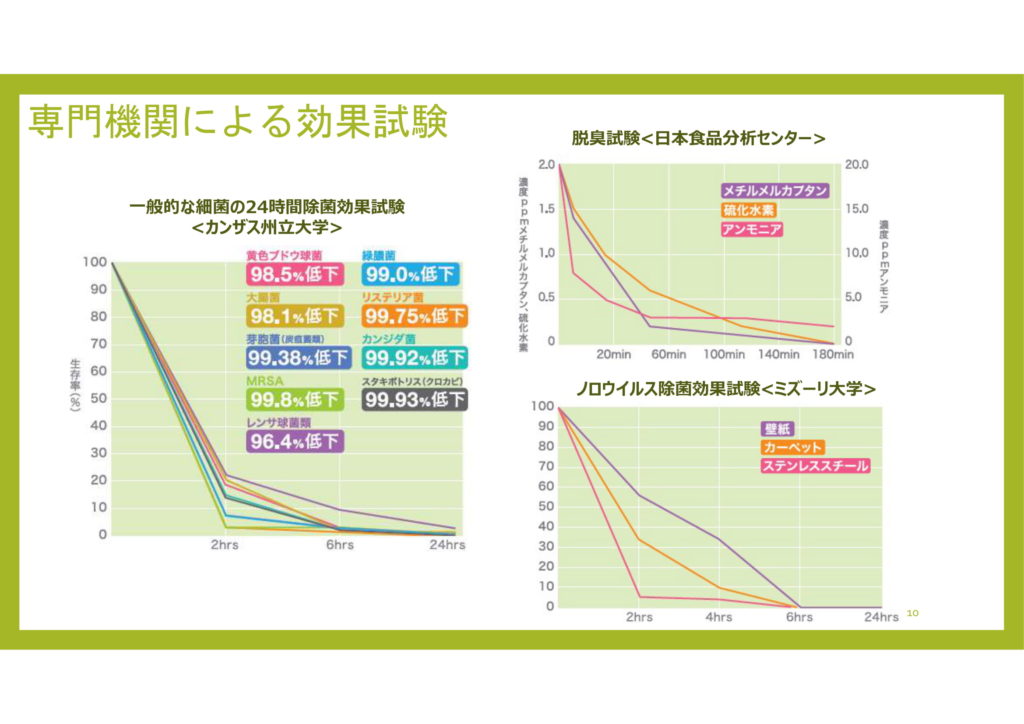 専門機関による効果試験
一般的な細菌の24時間除菌効果試験
<カンザス州立大学>
黄色ブドウ球菌
98.5%低下
緑膿菌
99.0%低下
大腸菌
98.1%低下
リステリア菌
99.75%低下
芽胞菌(炭疽菌類)
99.38%低下
カンジダ菌
99.92%低下
MRSA
99.8%低下
スタキボトリス(クロカビ)
99.93%低下
レンサ球菌類
96.4%低下
生存率(%)
100
90
80
70
60
50
40
30
20
10
0
2hrs 6hrs 24hrs
脱臭試験<日本食品分析センター>
濃度ppmメチルメルカプタン、硫化水素
2.0
1.5
1.0
0.5
0
メチルメルカプタン
硫化水素
アンモニア
20.0
15.0
10.0
5.0
0
濃度ppmアンモニア
20min 60min 100min 140min 180min
ノロウイルス除菌効果試験<ミズーリ大学>
100
90
80
70
60
50
40
30
20
10
0
壁紙
カーペット
ステンレススチール
2hrs 4hrs 6hrs 24hrs
10